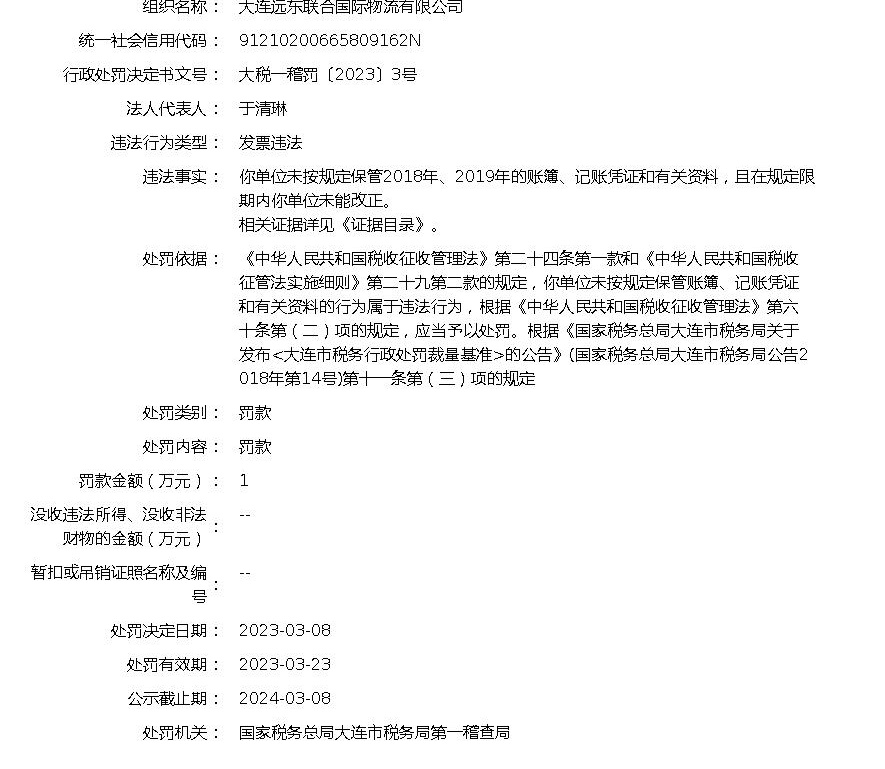 组织名称： 大连远东联合国际物流有限公司
统一社会信用代码： 91210200665809162N
行政处罚决定书文号： 大税一稽罚〔2023〕3号
法人代表人： 于清琳
违法行为类型： 发票违法
违法事实： 你单位未按规定保管2018年、2019年的账簿、记账凭证和有关资料，且在规定限
期内你单位未能改正。
相关证据详见《证据目录》。
处罚依据： 《中华人民共和国税收征收管理法》第二十四条第一款和《中华人民共和国税收
征管法实施细则》第二十九第二款的规定，你单位未按规定保管账簿、记账凭证
和有关资料的行为属于违法行为，根据《中华人民共和国税收征收管理法》第六
十条第（二）项的规定，应当予以处罚。根据《国家税务总局大连市税务局关于
发布<大连市税务行政处罚裁量基准>的公告》(国家税务总局大连市税务局公告2
018年第14号)第十一条第（三）项的规定
处罚类别： 罚款
处罚内容： 罚款
罚款金额（万元）： 1
没收违法所得、没收非法
财物的金额（万元）： --
暂扣或吊销证照名称及编
号： --
处罚决定日期： 2023-03-08
处罚有效期： 2023-03-23
公示截止期： 2024-03-08
处罚机关： 国家税务总局大连市税务局第一稽查局